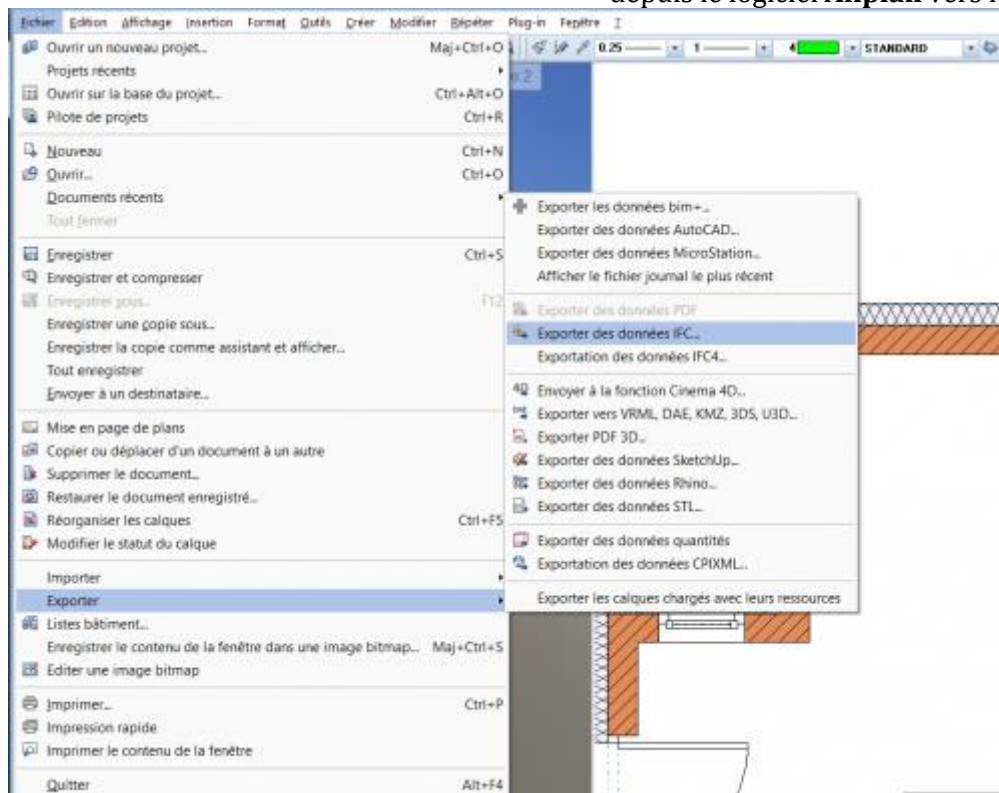 depuis le logiciel Allplan vers l
Fichier Edition Affichage Insertion Format Outils Créer Modifier Répéter Plug-in Fenêtre ?
Ouvrir un nouveau projet... Maj+Ctrl+O
Projets récents
Ouvrir sur la base du projet... Ctrl+Alt+O
Pilote de projets Ctrl+R
Nouveau Ctrl+N
Ouvrir... Ctrl+O
Documents récents
Tout fermer
Enregistrer Ctrl+S
Enregistrer et compresser
Enregistrer sous... F12
Enregistrer une copie sous...
Enregistrer la copie comme assistant et afficher...
Tout enregistrer
Envoyer à un destinataire...
Mise en page de plans
Copier ou déplacer d'un document à un autre
Supprimer le document...
Restaurer le document enregistré...
Réorganiser les calques Ctrl+F5
Modifier le statut du calque
Importer
Exporter
Listes bâtiment...
Enregistrer le contenu de la fenêtre dans une image bitmap... Maj+Ctrl+S
Editer une image bitmap
Imprimer... Ctrl+P
Impression rapide
Imprimer le contenu de la fenêtre
Quitter Alt+F4
0.25 1 4 STANDARD
2
Exporter les données bim+...
Exporter des données AutoCAD...
Exporter des données MicroStation...
Afficher le fichier journal le plus récent
Exporter des données PDF
Exporter des données IFC...
Exportation des données IFC4...
Envoyer à la fonction Cinema 4D...
Exporter vers VRML, DAE, KMZ, 3DS, U3D...
Exporter PDF 3D...
Exporter des données SketchUp...
Exporter des données Rhino...
Exporter des données STL...
Exporter des données quantités
Exportation des données CPIXML...
Exporter les calques chargés avec leurs ressources